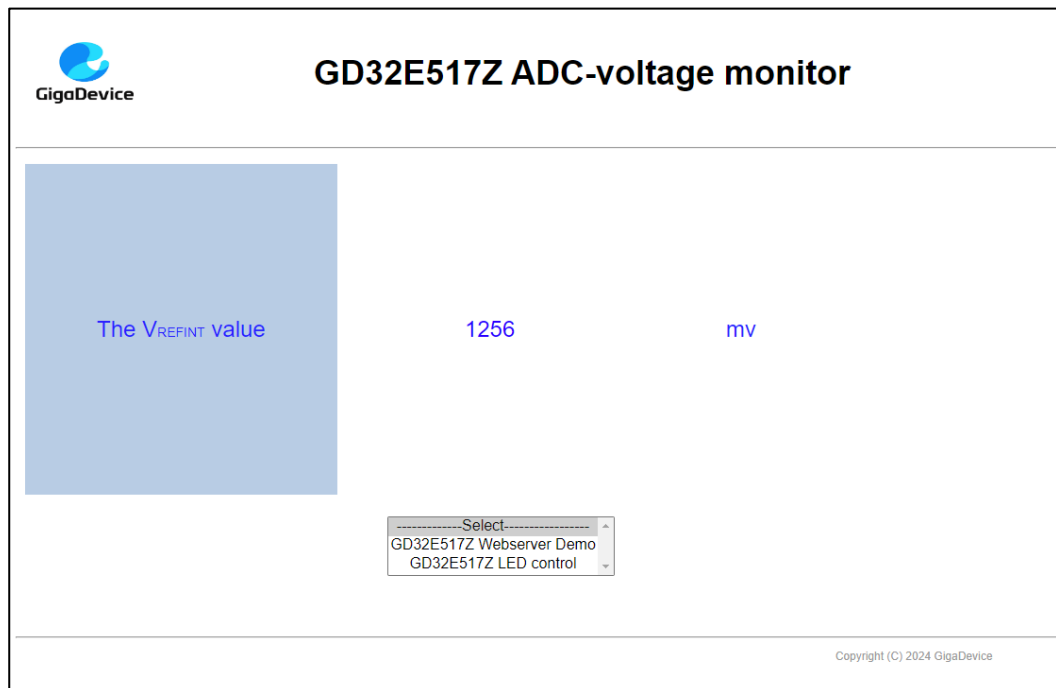 GigaDevice
GD32E517Z ADC-voltage monitor
The VREFINT value 1256 mv
-------------Select-----------------
GD32E517Z Webserver Demo
GD32E517Z LED control
Copyright (C) 2024 GigaDevice